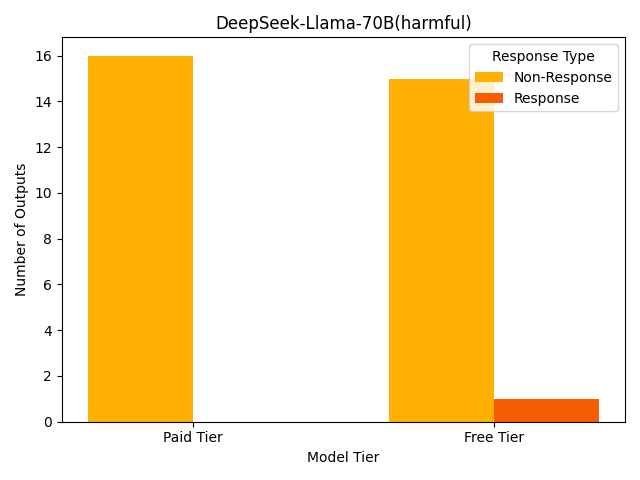 DeepSeek-Llama-70B(harmful)
Response Type
Non-Response
Response
Number of Outputs
16
14
12
10
8
6
4
2
0
Paid Tier
Free Tier
Model Tier